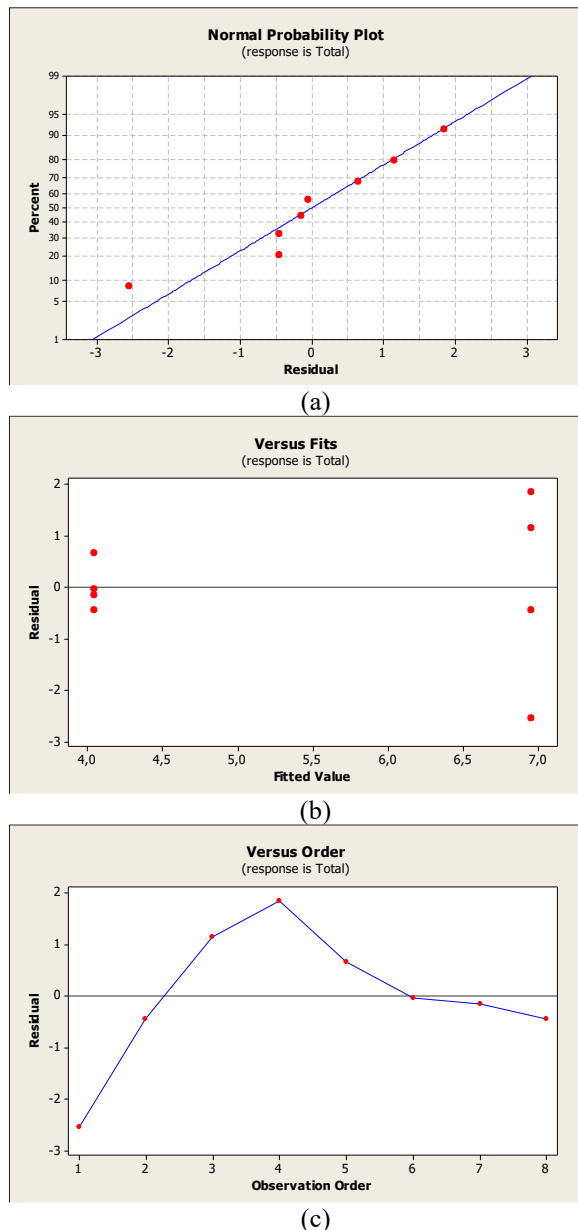 Normal Probability Plot
(response is Total)
99
95
90
80
70
60
50
40
30
20
10
5
1
Percent
-3 -2 -1 0 1 2 3
Residual
(a)
Versus Fits
(response is Total)
2
1
0
-1
-2
-3
Residual
4,0 4,5 5,0 5,5 6,0 6,5 7,0
Fitted Value
(b)
Versus Order
(response is Total)
2
1
0
-1
-2
-3
Residual
1 2 3 4 5 6 7 8
Observation Order
(c)